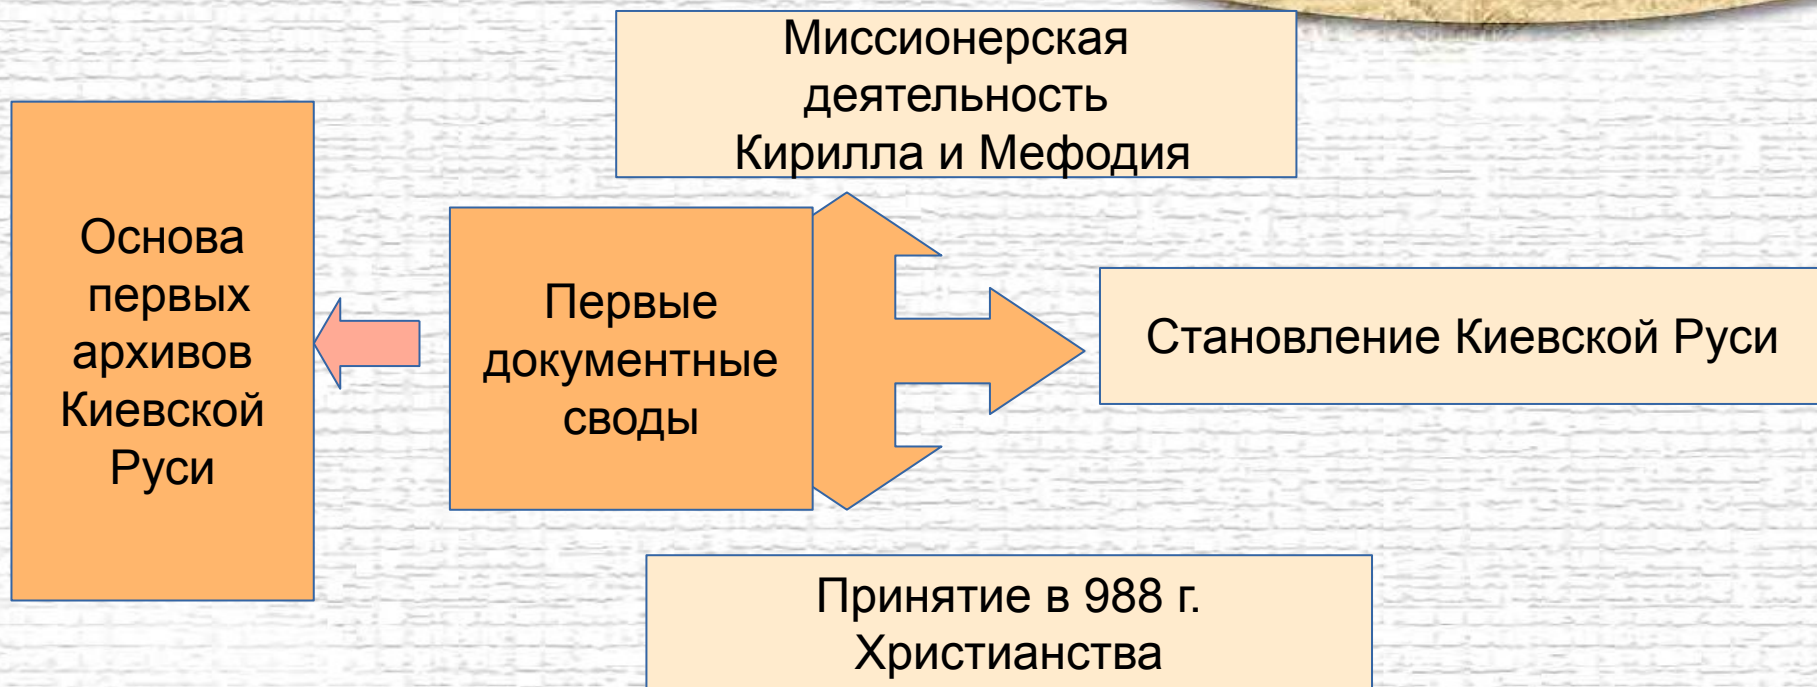 Миссионерская
деятельность
Кирилла и Мефодия
Основа
первых
архивов
Киевской
Руси
Первые
документные
своды
Становление Киевской Руси
Принятие в 988 г.
Христианства